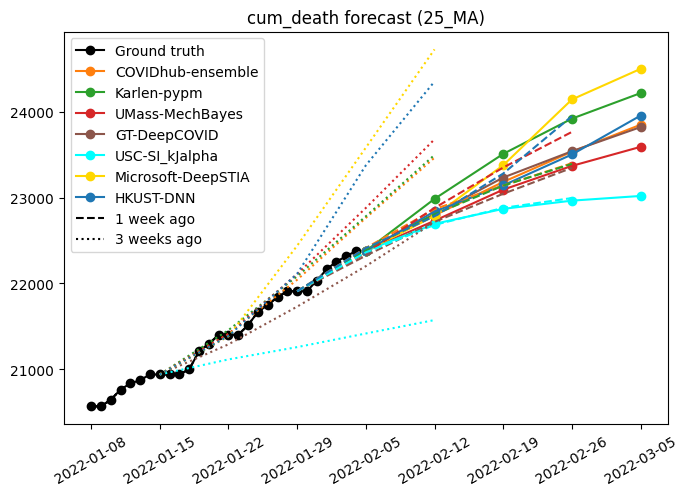 cum_death forecast (25_MA)
Ground truth
COVIDhub-ensemble
Karlen-pypm
UMass-MechBayes
GT-DeepCOVID
USC-SI_kJalpha
Microsoft-DeepSTIA
HKUST-DNN
1 week ago
3 weeks ago
24000
23000
22000
21000
2022-01-08
2022-01-15
2022-01-22
2022-01-29
2022-02-05
2022-02-12
2022-02-19
2022-02-26
2022-03-05